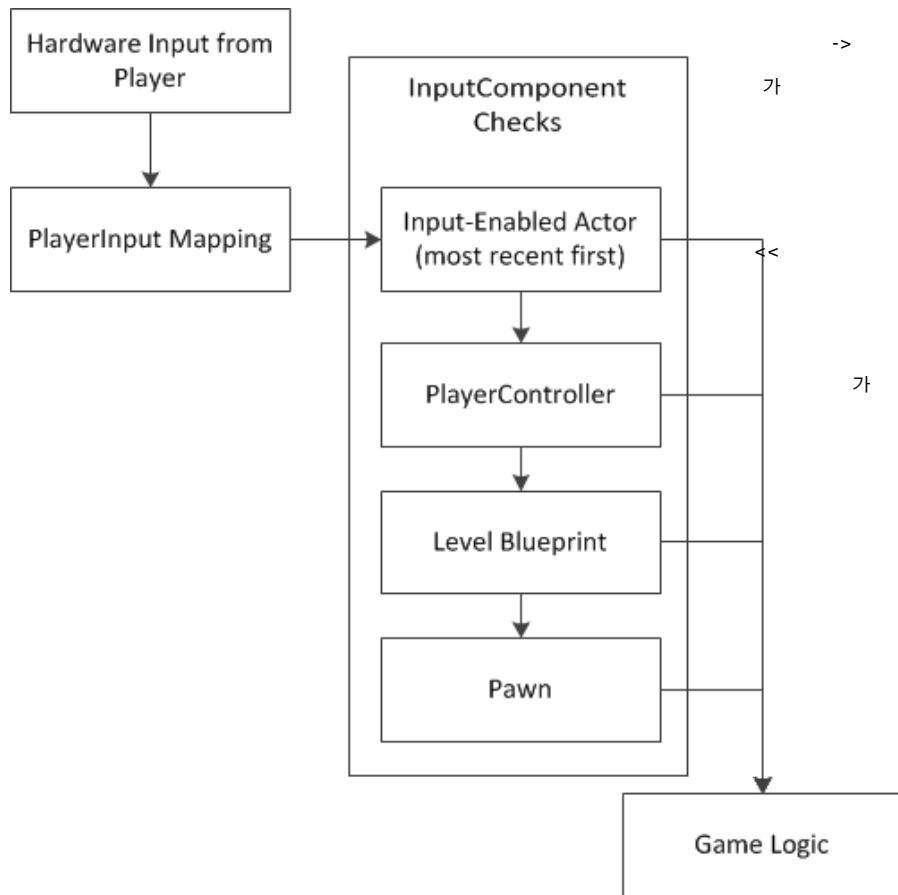 Hardware Input from
Player
->
InputComponent
Checks
가
PlayerInput Mapping
Input-Enabled Actor
(most recent first)
<<
PlayerController
가
Level Blueprint
Pawn
Game Logic